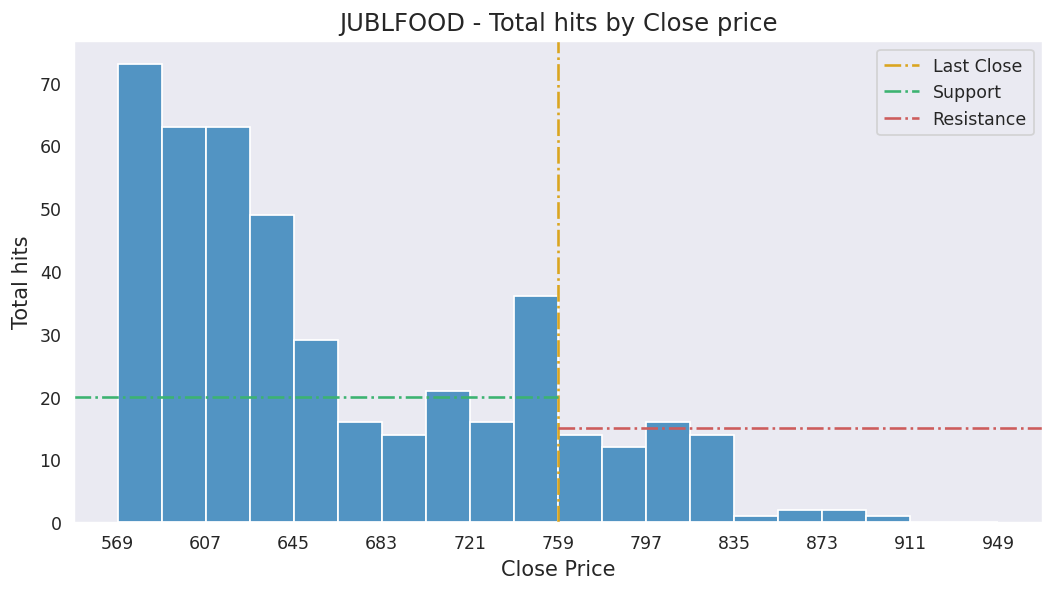 JUBLFOOD - Total hits by Close price
Last Close
Support
Resistance
Total hits
70
60
50
40
30
20
10
0
569 607 645 683 721 759 797 835 873 911 949
Close Price